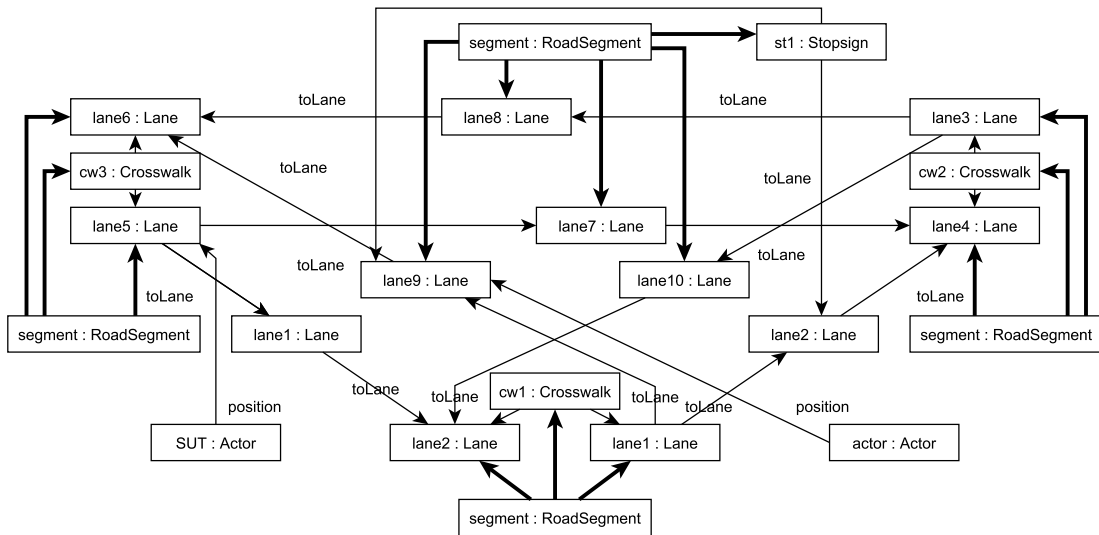 segment : RoadSegment
st1 : Stopsign
toLane
toLane
lane6 : Lane
lane8 : Lane
lane3 : Lane
cw3 : Crosswalk
toLane
toLane
cw2 : Crosswalk
lane5 : Lane
lane7 : Lane
lane4 : Lane
toLane
toLane
lane9 : Lane
lane10 : Lane
toLane
toLane
segment : RoadSegment
lane1 : Lane
lane2 : Lane
segment : RoadSegment
toLane
cw1 : Crosswalk
toLane
toLane
position
toLane
position
SUT : Actor
lane2 : Lane
lane1 : Lane
actor : Actor
segment : RoadSegment